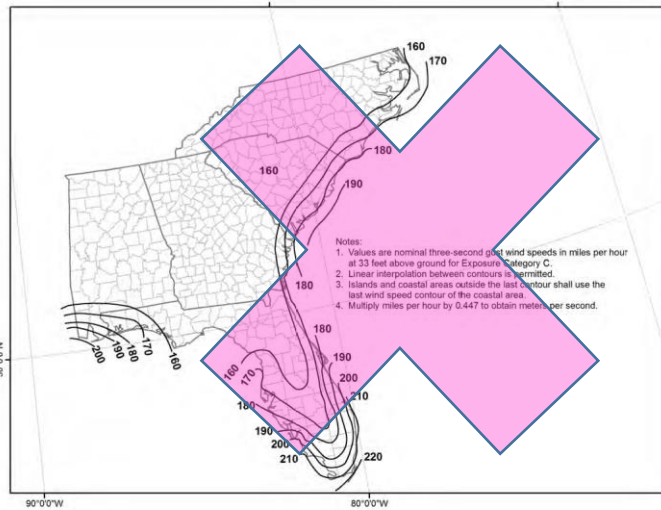 160
170
180
190
160
Notes:
1. Values are nominal three-second gust wind speeds in miles per hour
at 33 feet above ground for Exposure Category C.
2. Linear interpolation between contours is permitted.
3. Islands and coastal areas outside the last contour shall use the
last wind speed contour of the coastal area.
4. Multiply miles per hour by 0.447 to obtain meters per second.
180
180
190
200
210
160
170
180
190
200
160
170
180
190
200
210
220
90°0'0"W
80°0'0"W